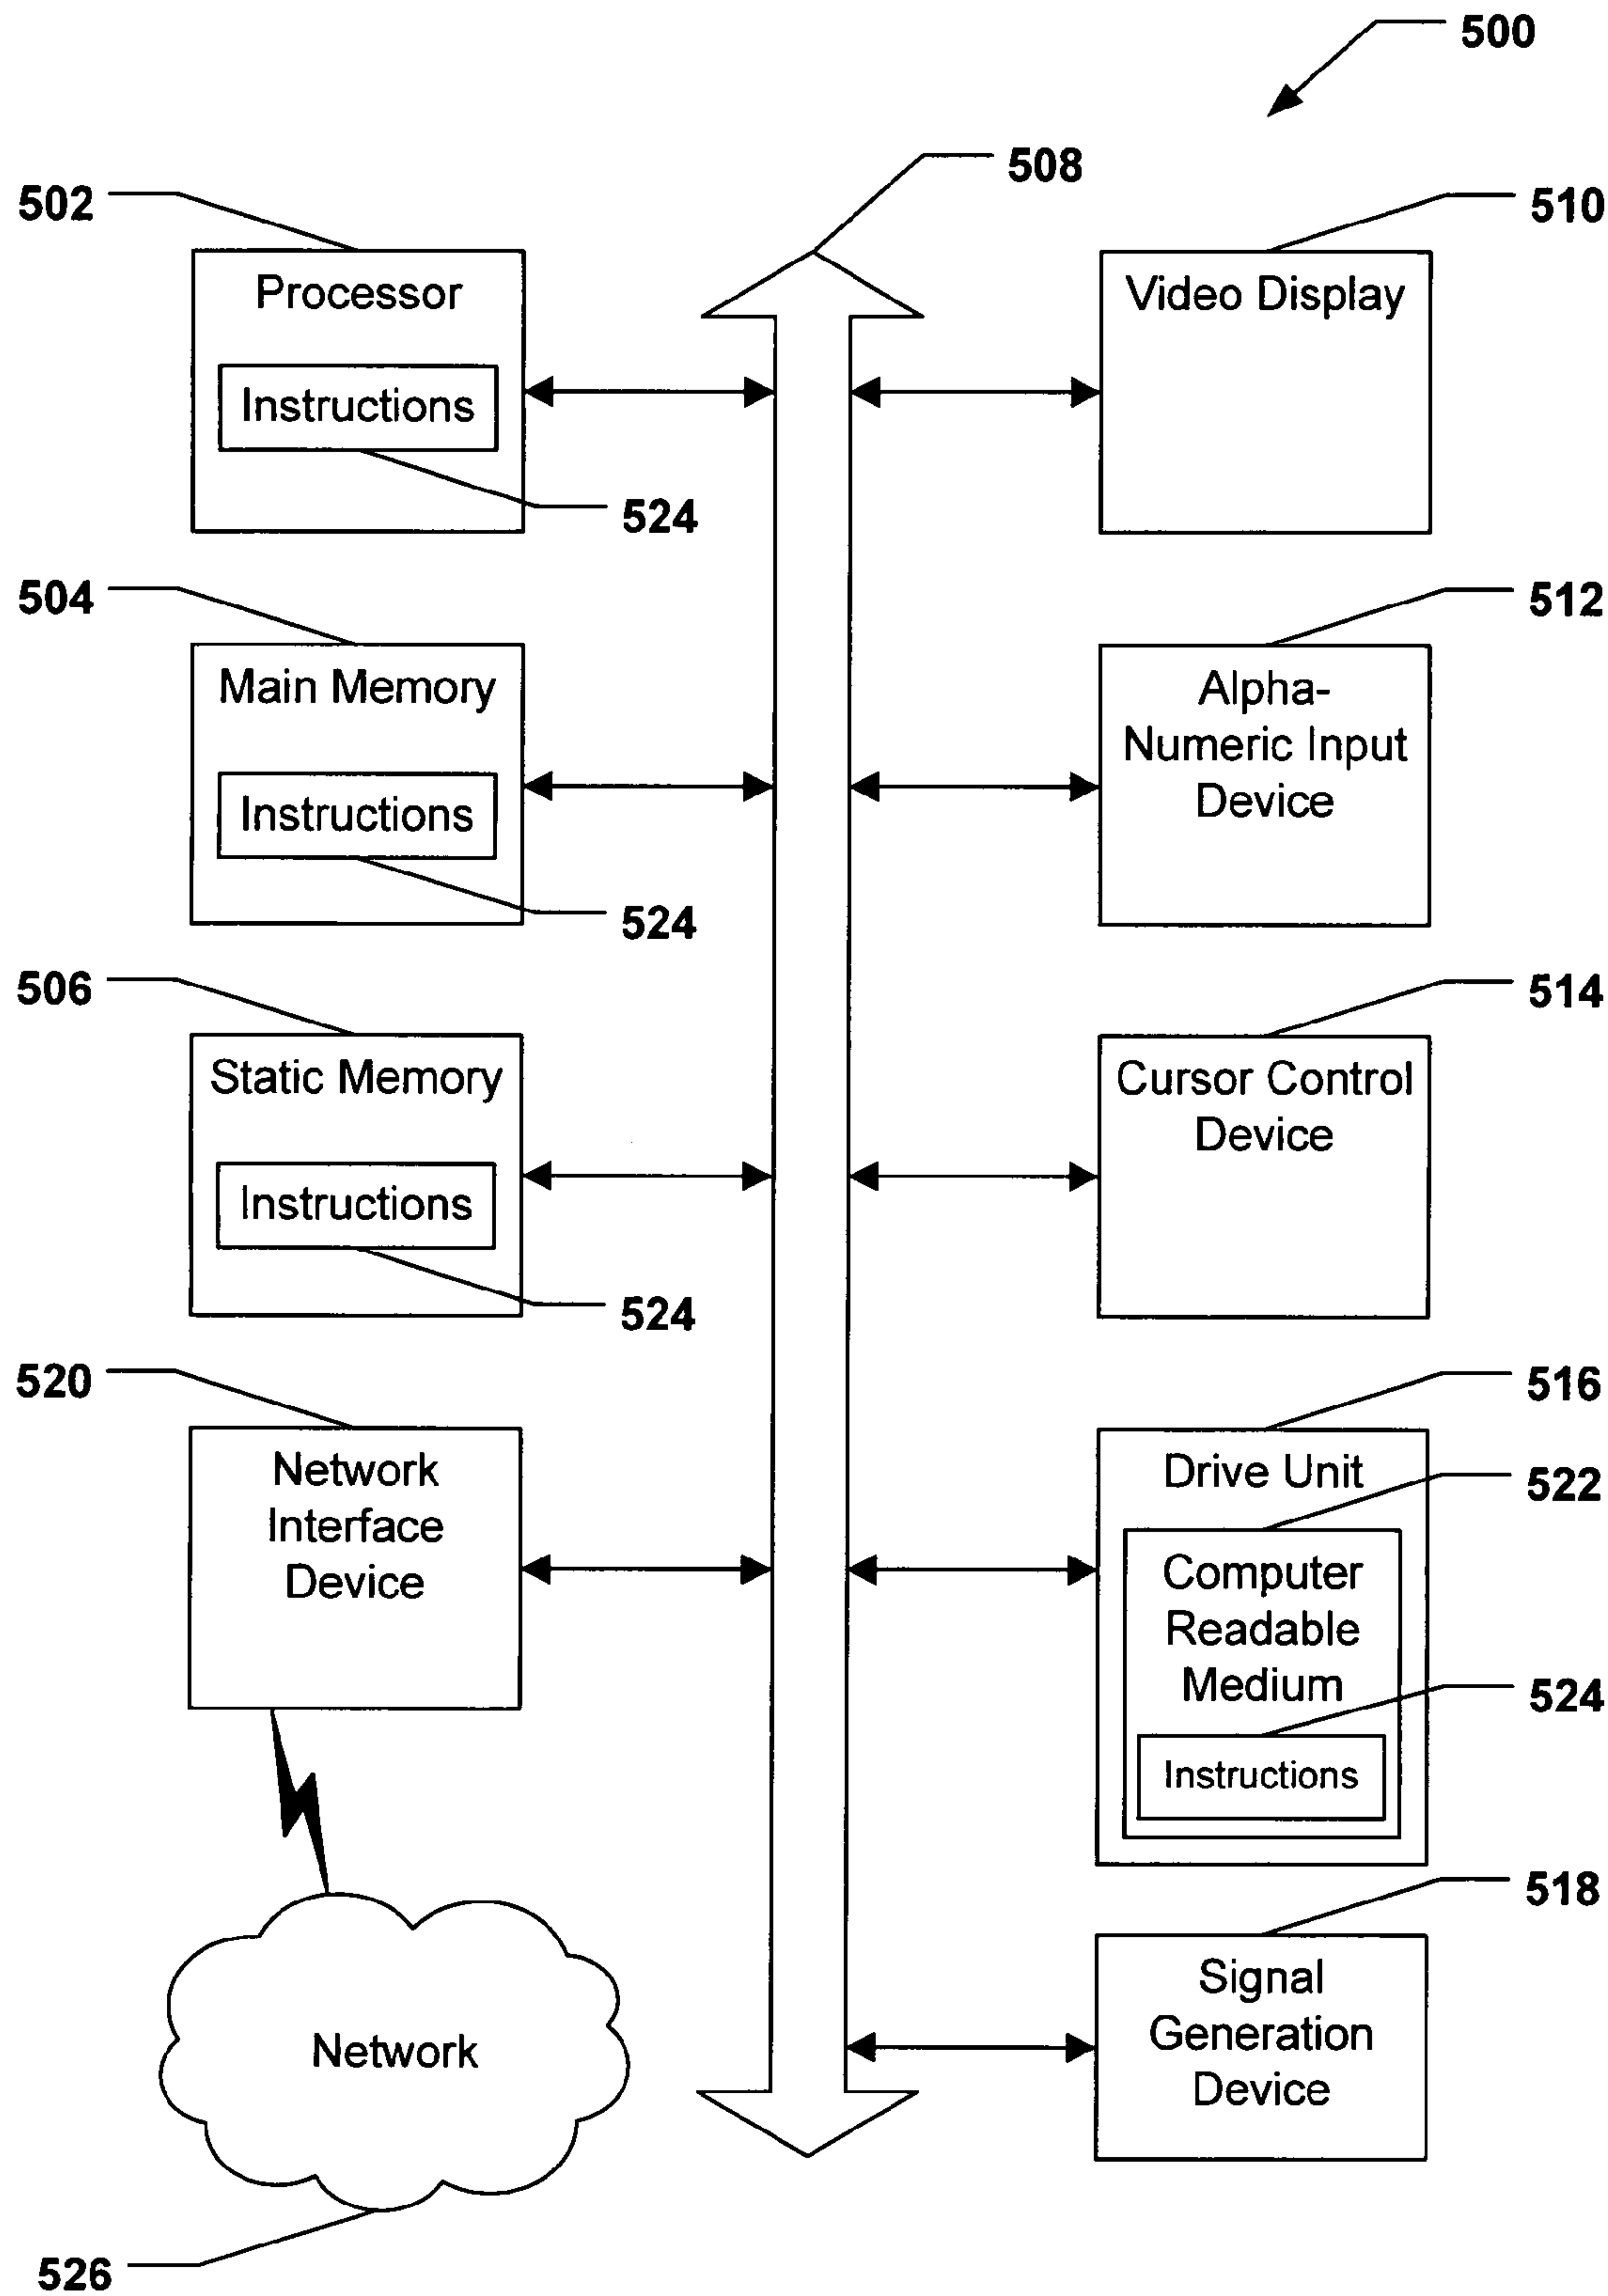 500
508
502
510
Processor
Instructions
524
Video Display
504
512
Main Memory
Instructions
524
Alpha-
Numeric Input
Device
506
514
Static Memory
Instructions
524
Cursor Control
Device
520
516
Network
Interface
Device
Drive Unit
522
Computer
Readable
Medium
524
Instructions
518
Signal
Generation
Device
Network
526